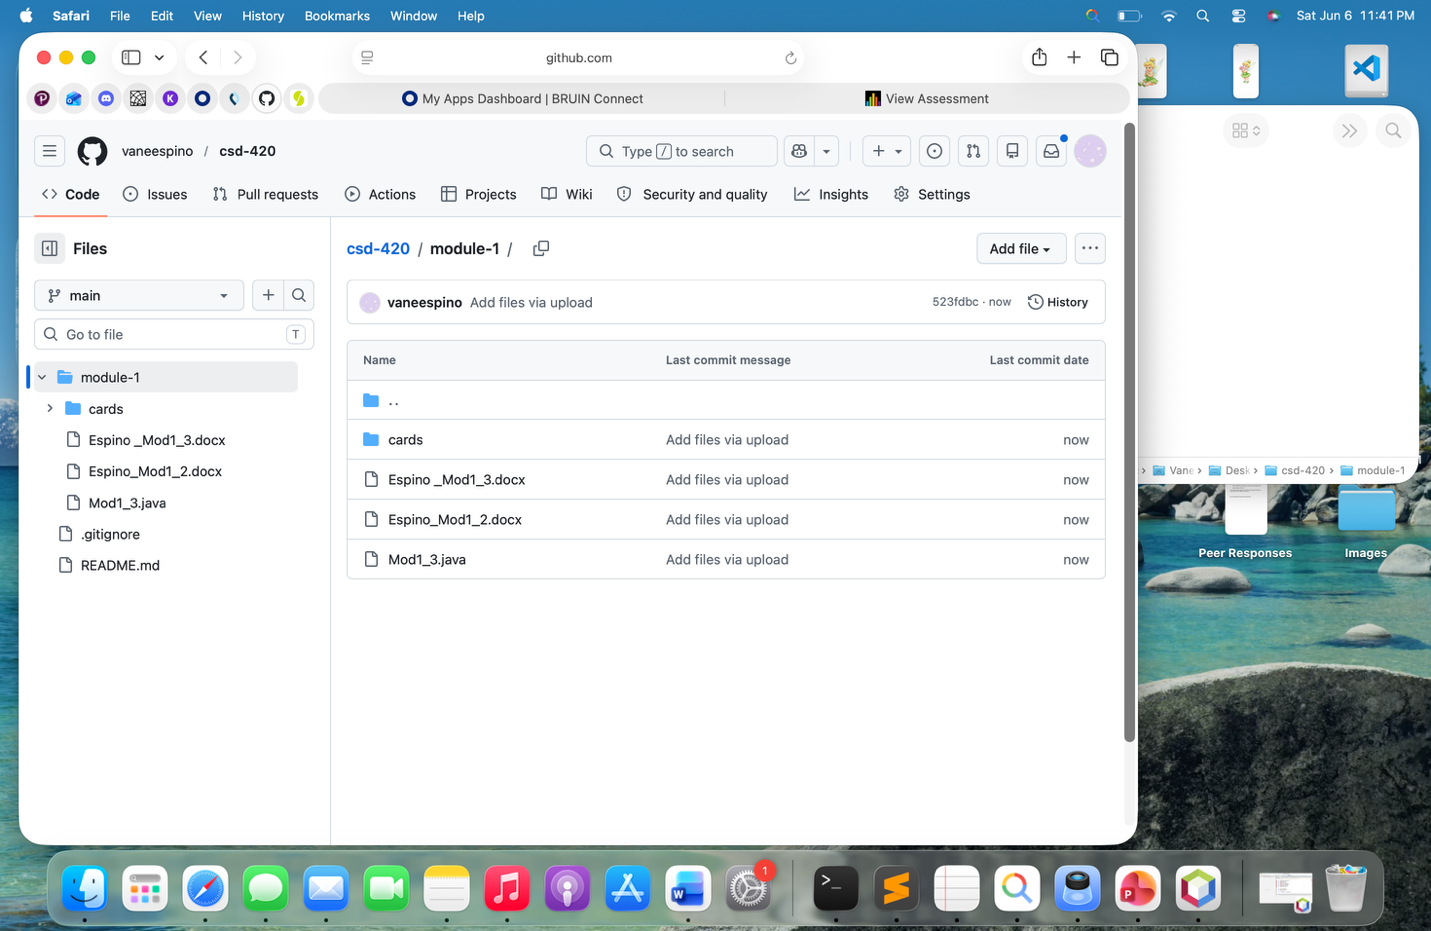 Safari File Edit View History Bookmarks Window Help Sat Jun 6 11:41 PM
github.com
My Apps Dashboard | BRUIN Connect View Assessment
vaneespino / csd-420 Type / to search
Code Issues Pull requests Actions Projects Wiki Security and quality Insights Settings
Files
main
Go to file T
module-1
cards
Espino _Mod1_3.docx
Espino_Mod1_2.docx
Mod1_3.java
.gitignore
README.md
csd-420 / module-1 / Add file ...
vaneespino Add files via upload 523fdbc · now History
Name Last commit message Last commit date
..
cards Add files via upload now
Espino _Mod1_3.docx Add files via upload now
Espino_Mod1_2.docx Add files via upload now
Mod1_3.java Add files via upload now
Vane Desk csd-420 module-1
Peer Responses Images
1